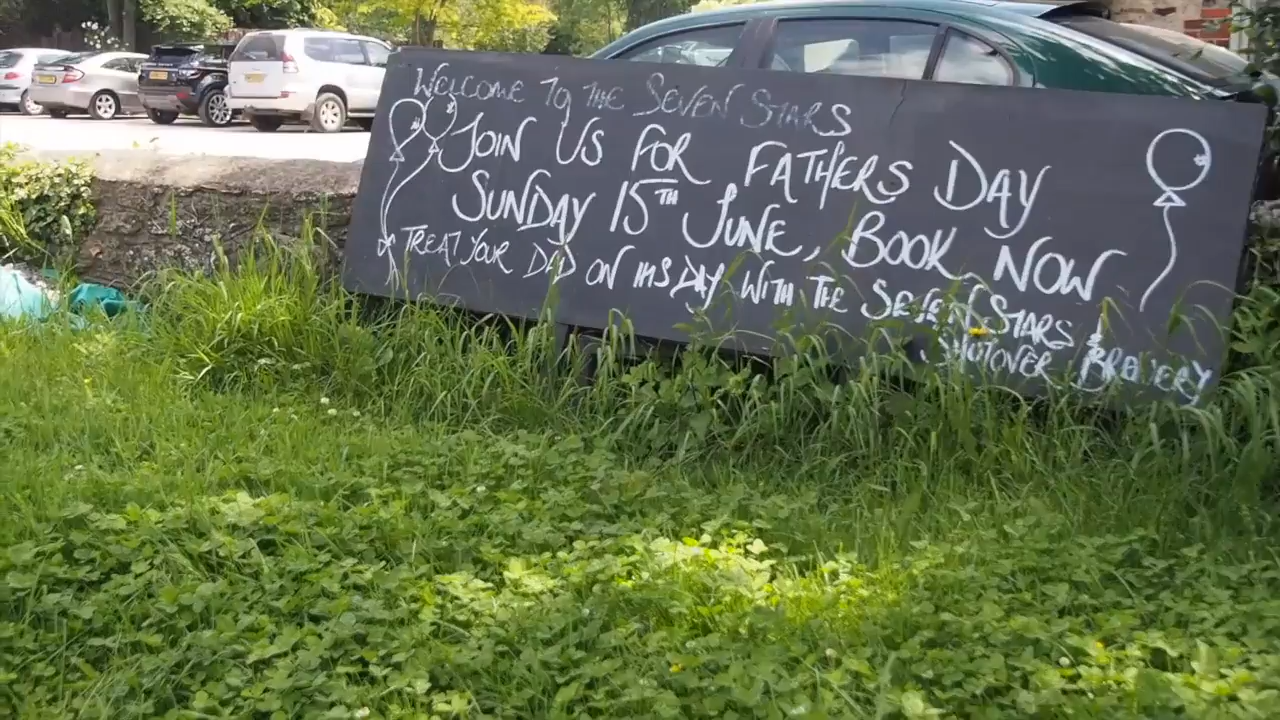 WELCOME TO THE SEVEN STARS
JOIN US FOR FATHERS DAY
SUNDAY 15TH JUNE, BOOK NOW
TREAT YOUR DAD ON HIS DAY WITH THE SEVEN STARS &
SHOTOVER BREWERY